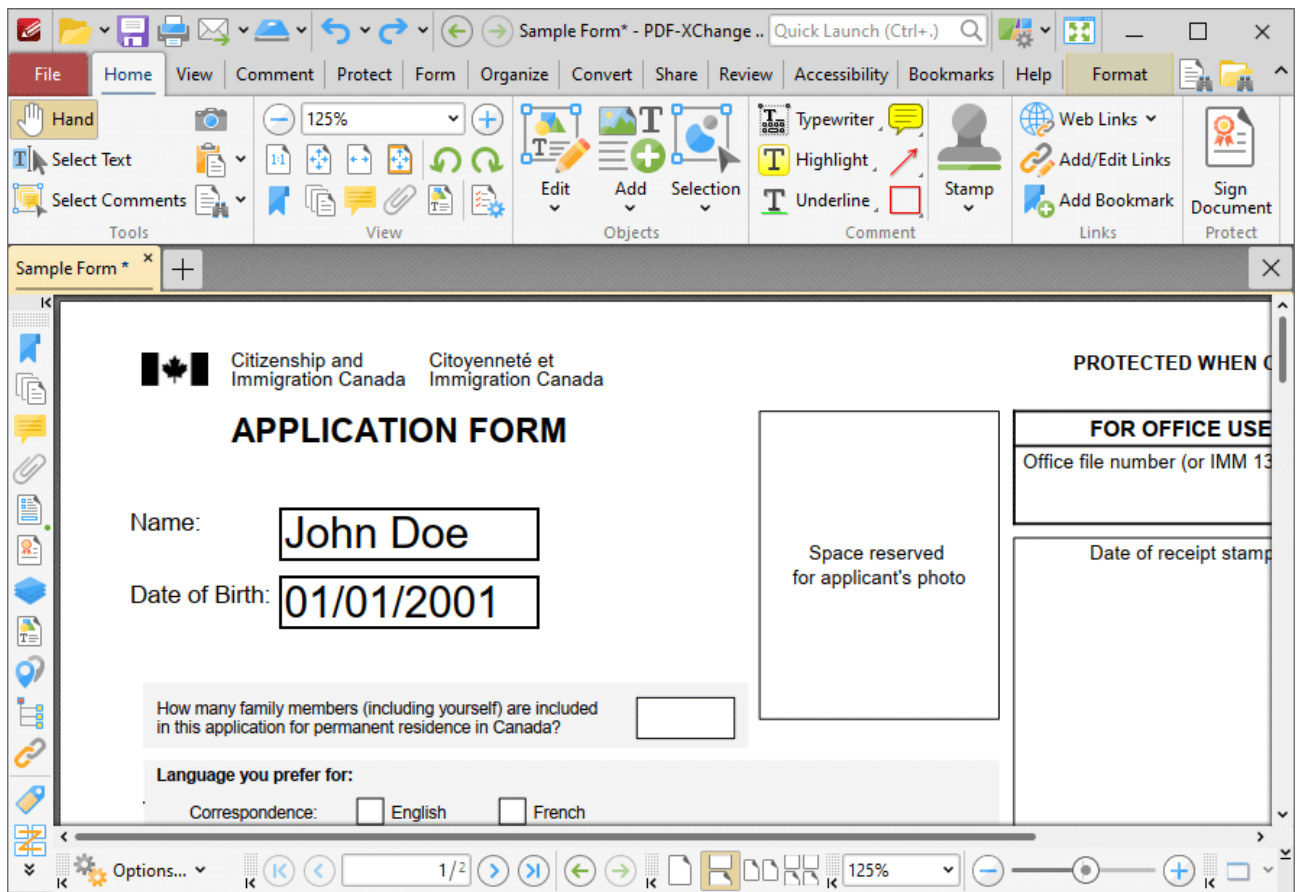 Sample Form* - PDF-XChange ..
Quick Launch (Ctrl+.)
File Home View Comment Protect Form Organize Convert Share Review Accessibility Bookmarks Help Format
Hand
Select Text
Select Comments
Tools
125%
1:1
View
Edit
Add
Selection
Objects
Typewriter
Highlight
Underline
Stamp
Comment
Web Links
Add/Edit Links
Add Bookmark
Links
Sign
Document
Protect
Sample Form *
Citizenship and
Immigration Canada
Citoyenneté et
Immigration Canada
PROTECTED WHEN
APPLICATION FORM
FOR OFFICE USE
Office file number (or IMM 13
Name:
John Doe
Date of Birth:
01/01/2001
Space reserved
for applicant's photo
Date of receipt stamp
How many family members (including yourself) are included
in this application for permanent residence in Canada?
Language you prefer for:
Correspondence: English French
Options...
1/2
125%